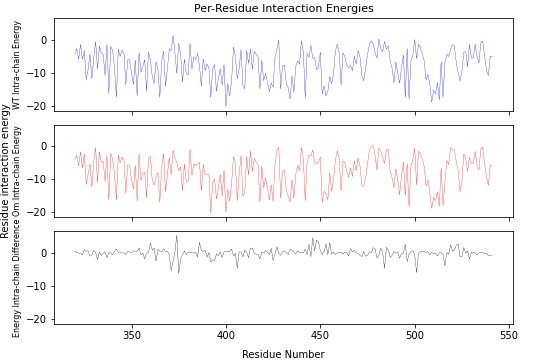 Per-Residue Interaction Energies
WT Intra-chain Energy
0
−10
−20
Residue interaction energy
Om Intra-chain Energy
0
−10
−20
Energy Intra-chain Difference
0
−10
−20
350
400
450
500
550
Residue Number